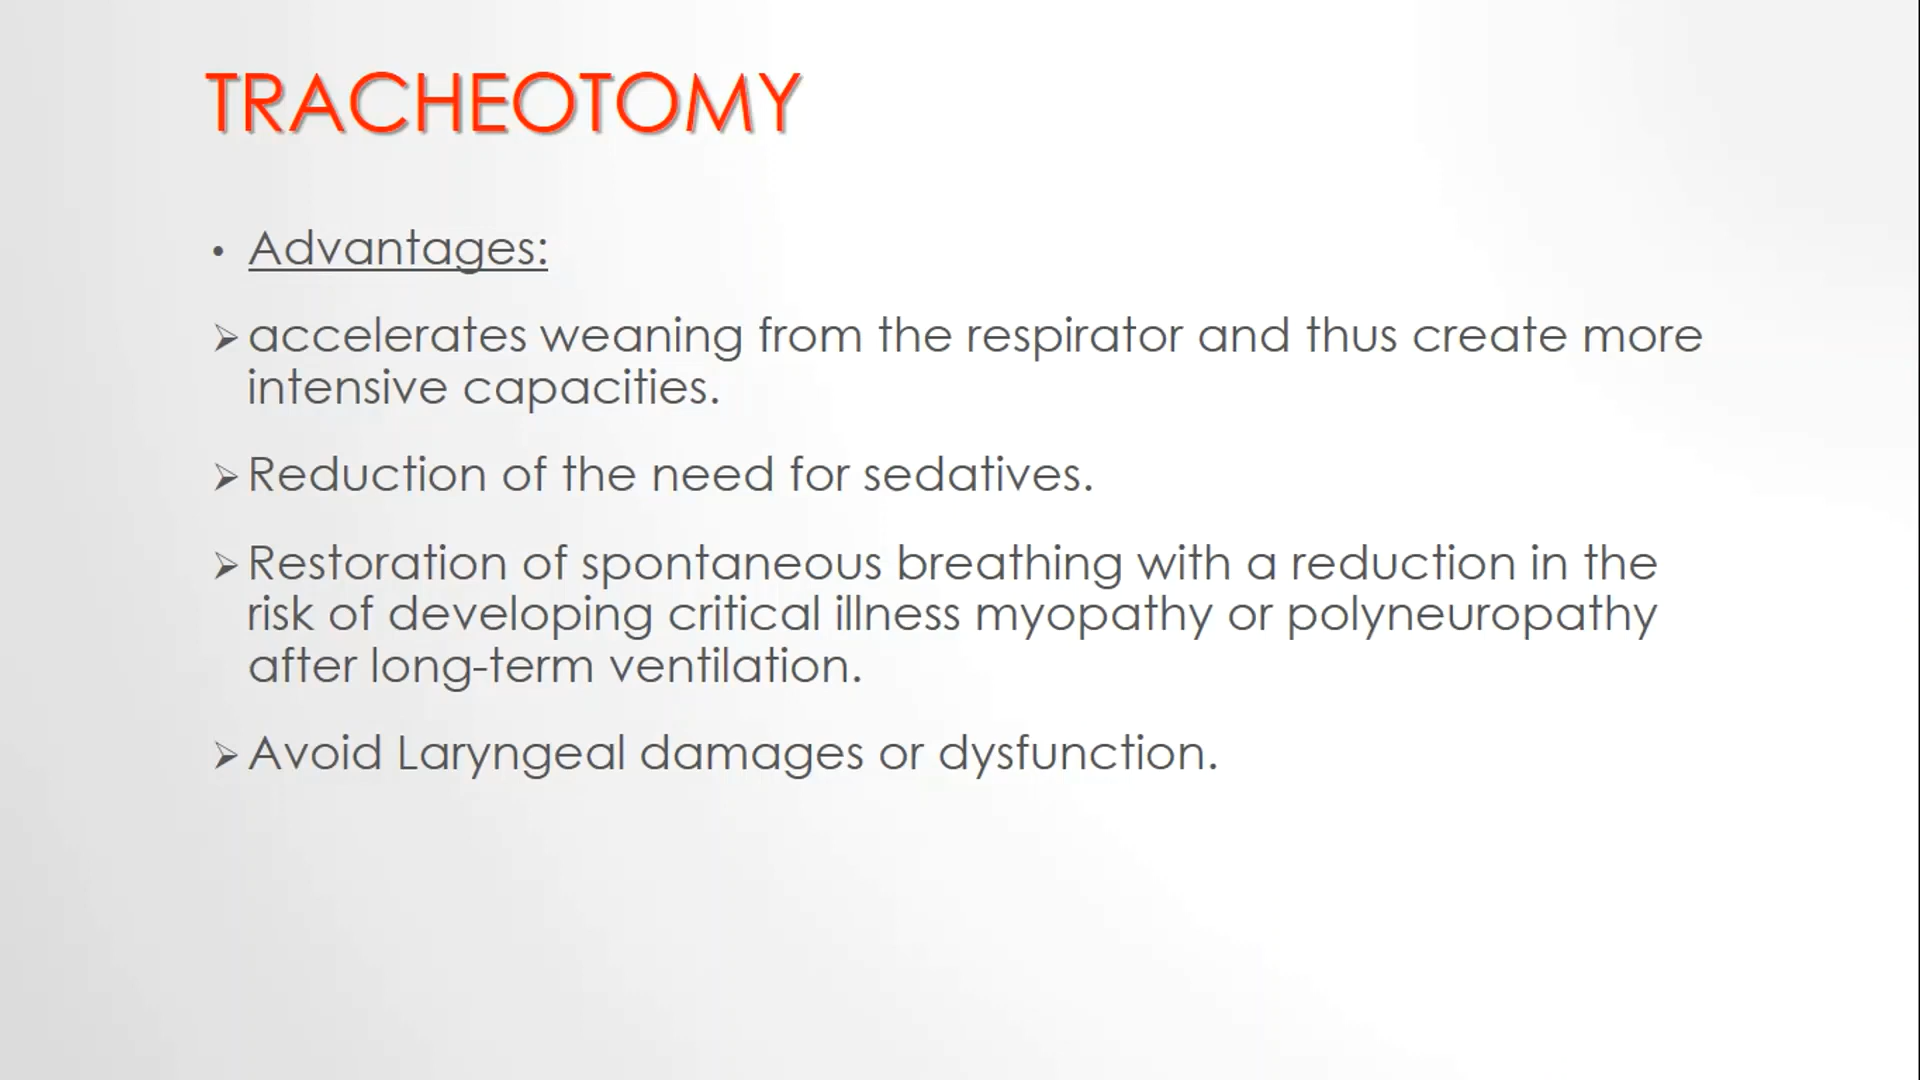 TRACHEOTOMY
• Advantages:
➢ accelerates weaning from the respirator and thus create more
intensive capacities.
➢ Reduction of the need for sedatives.
➢ Restoration of spontaneous breathing with a reduction in the
risk of developing critical illness myopathy or polyneuropathy
after long-term ventilation.
➢ Avoid Laryngeal damages or dysfunction.